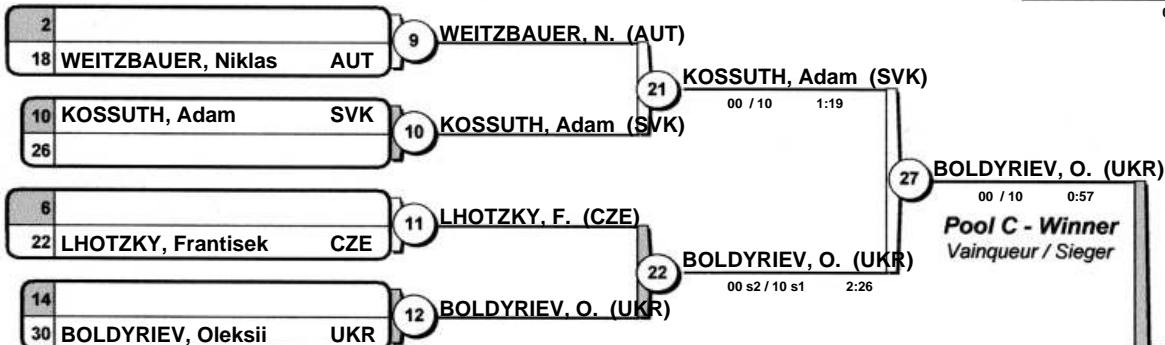 2
18 WEITZBAUER, Niklas AUT
9
WEITZBAUER, N. (AUT)
10 KOSSUTH, Adam SVK
26
10
KOSSUTH, Adam (SVK)
21
KOSSUTH, Adam (SVK)
00 / 10 1:19
6
22 LHOTZKY, Frantisek CZE
11
LHOTZKY, F. (CZE)
14
30 BOLDYRIEV, Oleksii UKR
12
BOLDYRIEV, O. (UKR)
22
BOLDYRIEV, O. (UKR)
00 s2 / 10 s1 2:26
27
BOLDYRIEV, O. (UKR)
00 / 10 0:57
Pool C - Winner
Vainqueur / Sieger